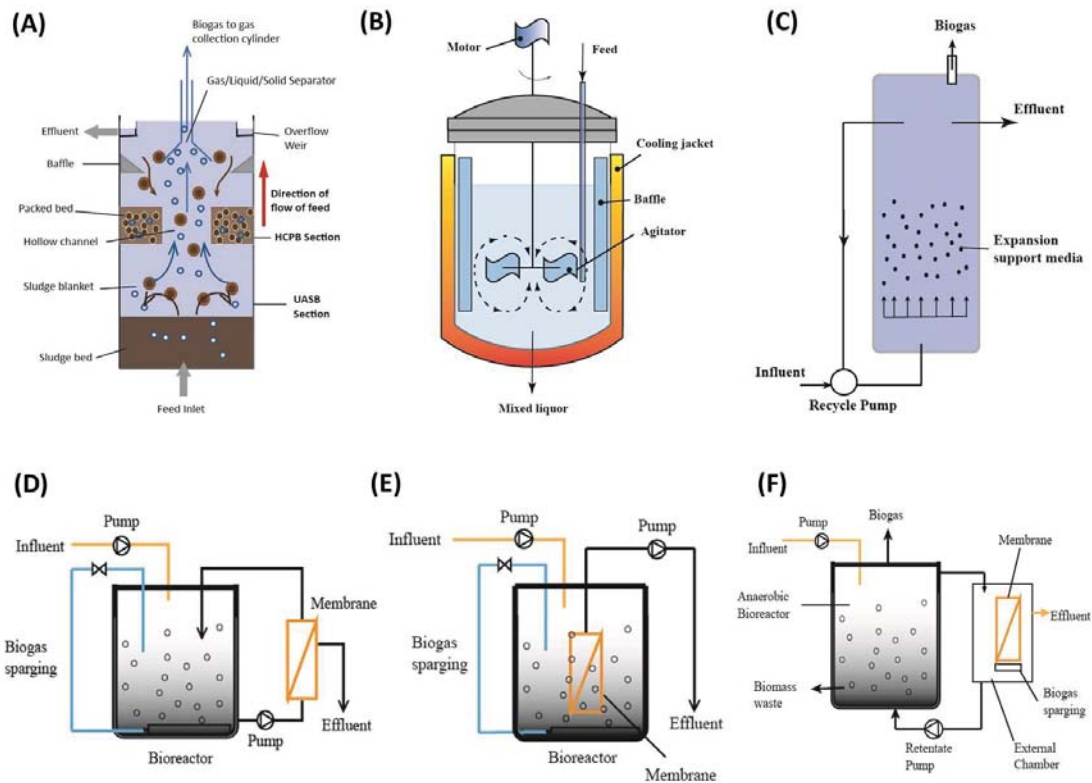 (A)
Biogas to gas
collection cylinder
Gas/Liquid/Solid Separator
Effluent
Overflow
Weir
Baffle
Direction of
flow of feed
Packed bed
HCPB Section
Hollow channel
Sludge blanket
UASB
Section
Sludge bed
Feed Inlet
(B)
Motor
Feed
Cooling jacket
Baffle
Agitator
Mixed liquor
(C)
Biogas
Effluent
Expansion
support media
Influent
Recycle Pump
(D)
Pump
Influent
Membrane
Biogas
sparging
Effluent
Pump
Bioreactor
(E)
Pump
Pump
Influent
Biogas
sparging
Effluent
Bioreactor
Membrane
(F)
Biogas
Pump
Membrane
Influent
Anaerobic
Bioreactor
Effluent
Biomass
waste
Biogas
sparging
Retentate
Pump
External
Chamber